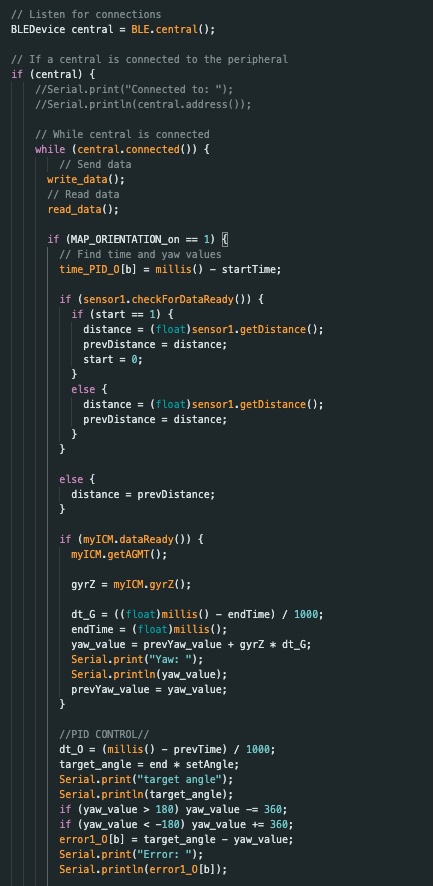 // Listen for connections
BLEDevice central = BLE.central();
// If a central is connected to the peripheral
if (central) {
//Serial.print("Connected to: ");
//Serial.println(central.address());
// While central is connected
while (central.connected()) {
// Send data
write_data();
// Read data
read_data();
if (MAP_ORIENTATION_on == 1) {
// Find time and yaw values
time_PID_O[b] = millis() - startTime;
if (sensor1.checkForDataReady()) {
if (start == 1) {
distance = (float)sensor1.getDistance();
prevDistance = distance;
start = 0;
}
else {
distance = (float)sensor1.getDistance();
prevDistance = distance;
}
}
else {
distance = prevDistance;
}
if (myICM.dataReady()) {
myICM.getAGMT();
gyrZ = myICM.gyrZ();
dt_G = ((float)millis() - endTime) / 1000;
endTime = (float)millis();
yaw_value = prevYaw_value + gyrZ * dt_G;
Serial.print("Yaw: ");
Serial.println(yaw_value);
prevYaw_value = yaw_value;
}
//PID CONTROL//
dt_O = (millis() - prevTime) / 1000;
target_angle = end * setAngle;
Serial.print("target angle");
Serial.println(target_angle);
if (yaw_value > 180) yaw_value -= 360;
if (yaw_value < -180) yaw_value += 360;
error1_O[b] = target_angle - yaw_value;
Serial.print("Error: ");
Serial.println(error1_O[b]);